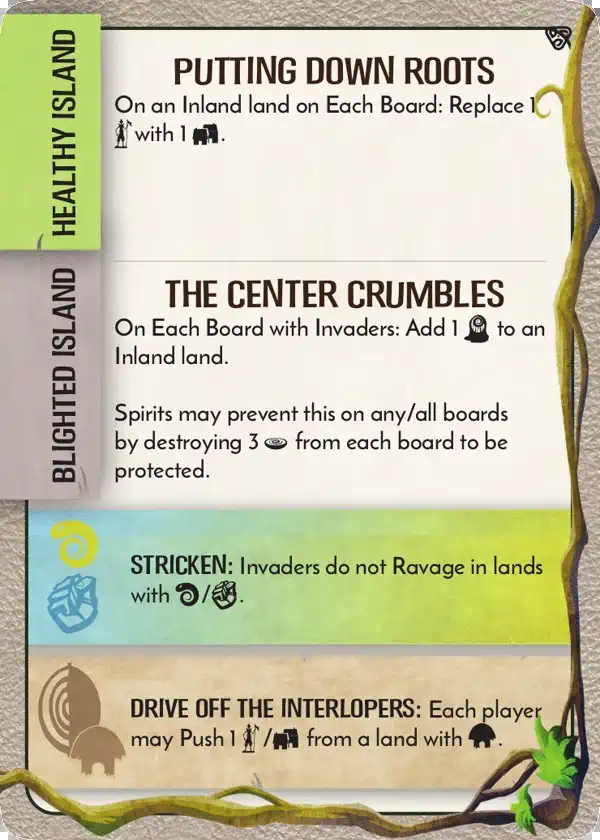 HEALTHY ISLAND
PUTTING DOWN ROOTS
On an Inland land on Each Board: Replace 1
with 1 .
BLIGHTED ISLAND
THE CENTER CRUMBLES
On Each Board with Invaders: Add 1 to an
Inland land.
Spirits may prevent this on any/all boards
by destroying 3 from each board to be
protected.
STRICKEN: Invaders do not Ravage in lands
with / .
DRIVE OFF THE INTERLOPERS: Each player
may Push 1 / from a land with .